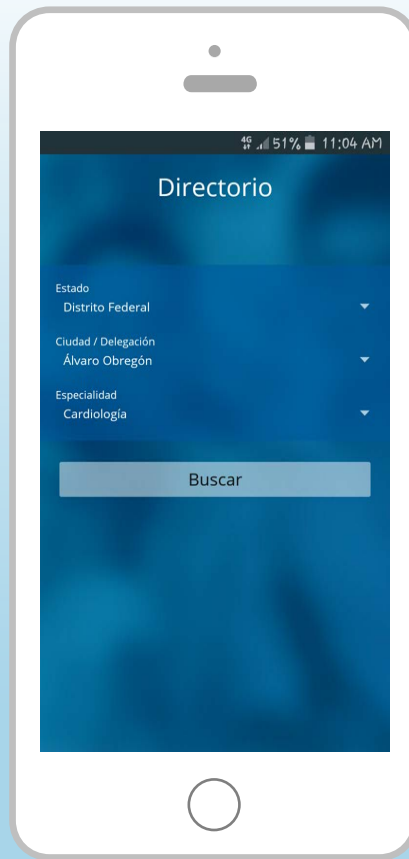 4G 51% 11:04 AM
Directorio
Estado
Distrito Federal
Ciudad / Delegación
Álvaro Obregón
Especialidad
Cardiología
Buscar